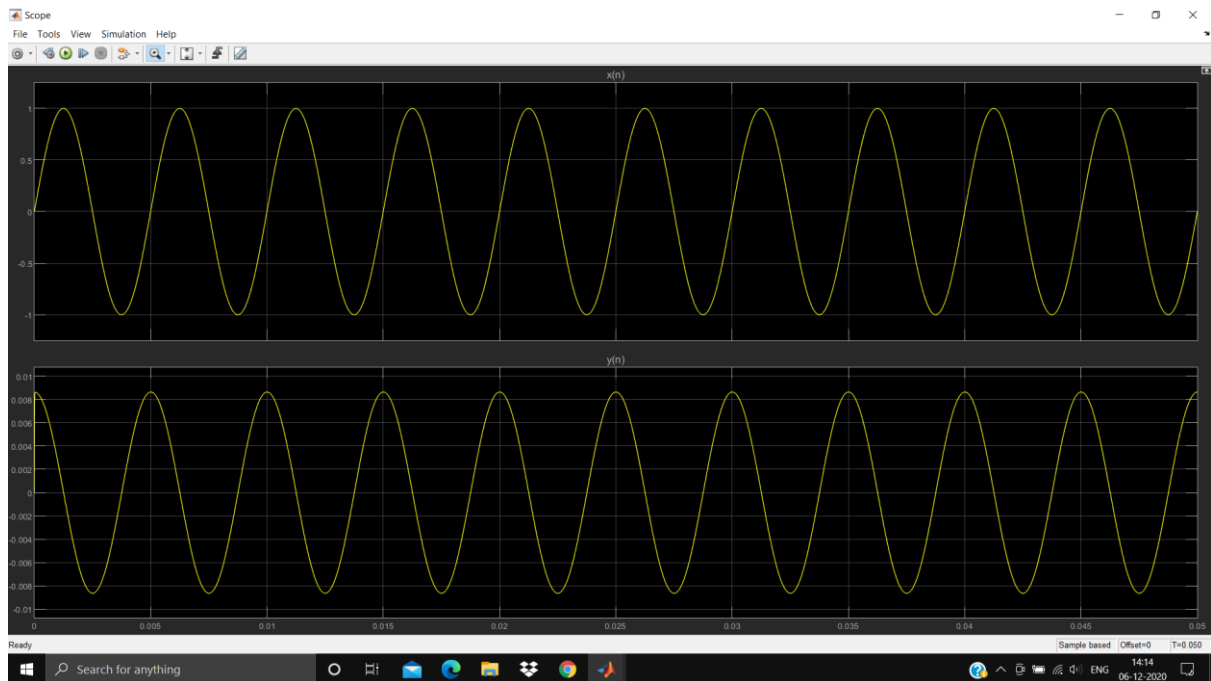 Scope
File Tools View Simulation Help
x(n)
1
0.5
0
-0.5
-1
y(n)
0.01
0.008
0.006
0.004
0.002
0
-0.002
-0.004
-0.006
-0.008
-0.01
0 0.005 0.01 0.015 0.02 0.025 0.03 0.035 0.04 0.045 0.05
Ready Sample based Offset=0 T=0.050
Search for anything ENG 14:14
06-12-2020